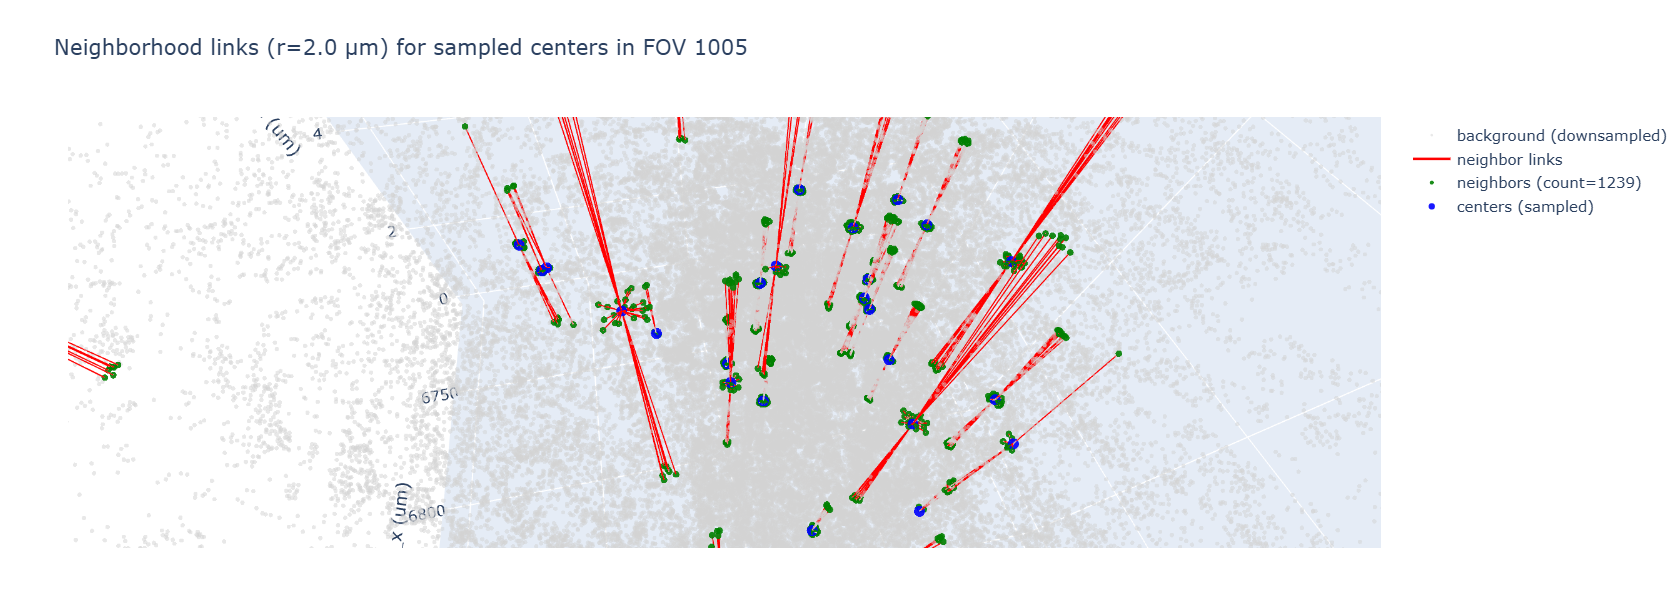 Neighborhood links (r=2.0 µm) for sampled centers in FOV 1005
(um)
4
2
0
6750
6800
x (um)
background (downsampled)
neighbor links
neighbors (count=1239)
centers (sampled)